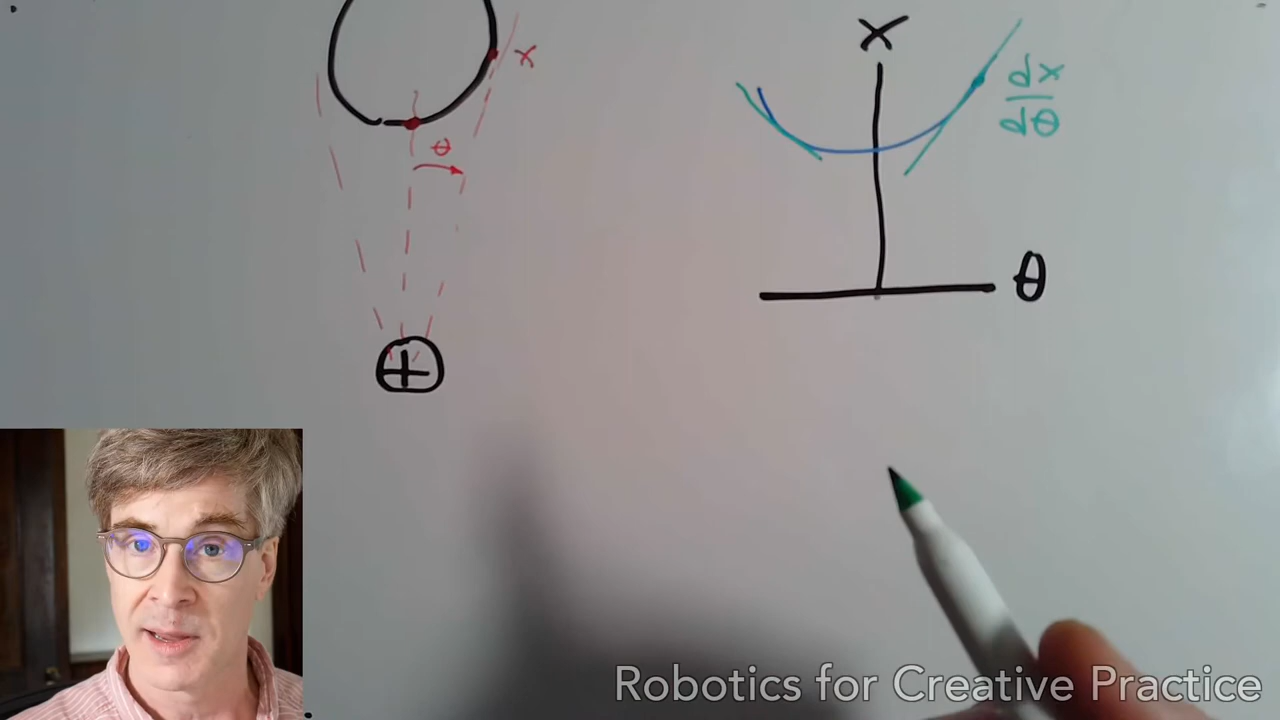 x
θ
x
dx
dθ
θ
Robotics for Creative Practice